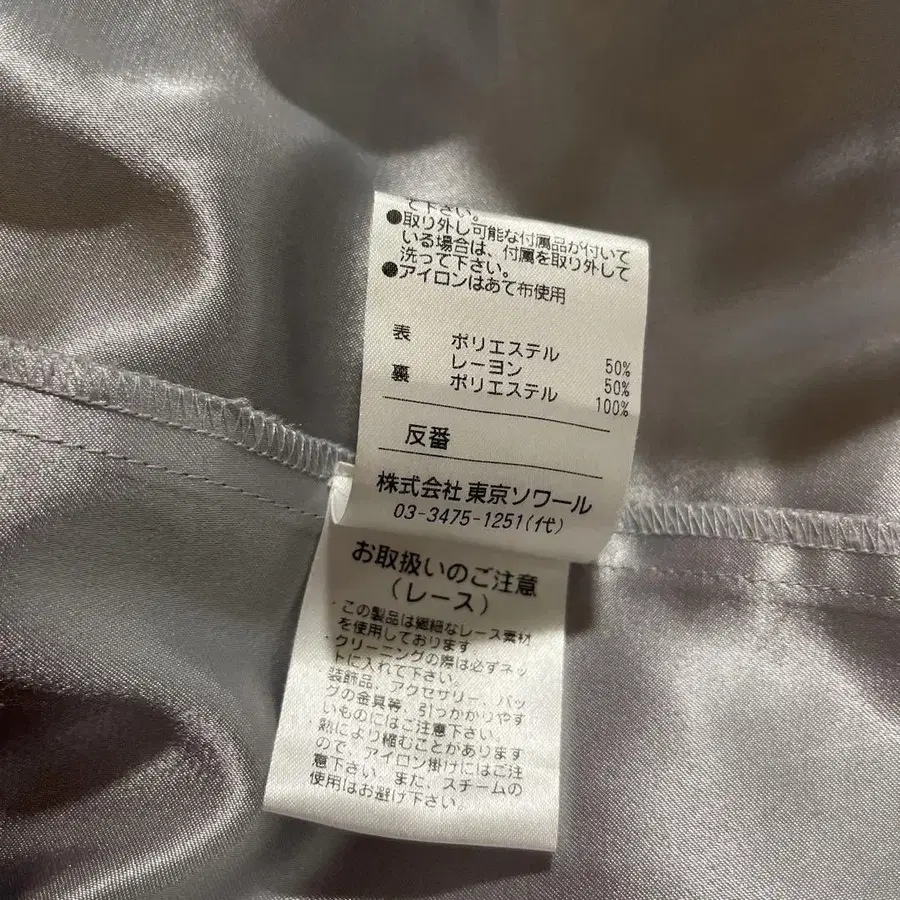 て下さい。
●取り外し可能な付属品が付いて
いる場合は、付属を取り外して
洗って下さい。
●アイロンはあて布使用
表 ポリエステル 50%
レーヨン 50%
裏 ポリエステル 100%
反番
株式会社 東京ソワール
03-3475-1251(代)
お取扱いのご注意
(レース)
・この製品は繊細なレース素材
を使用しております
・クリーニングの際は必ずネッ
トに入れて下さい。
・装飾品、アクセサリー、バッ
グの金具等、引っかかりやす
いものにはご注意下さい。
・熱により縮むことがあります
ので、アイロン掛けにはご注
意下さい。また、スチームの
使用はお避け下さい。